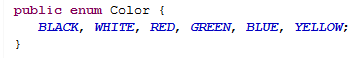 public enum Color {
BLACK, WHITE, RED, GREEN, BLUE, YELLOW;
}